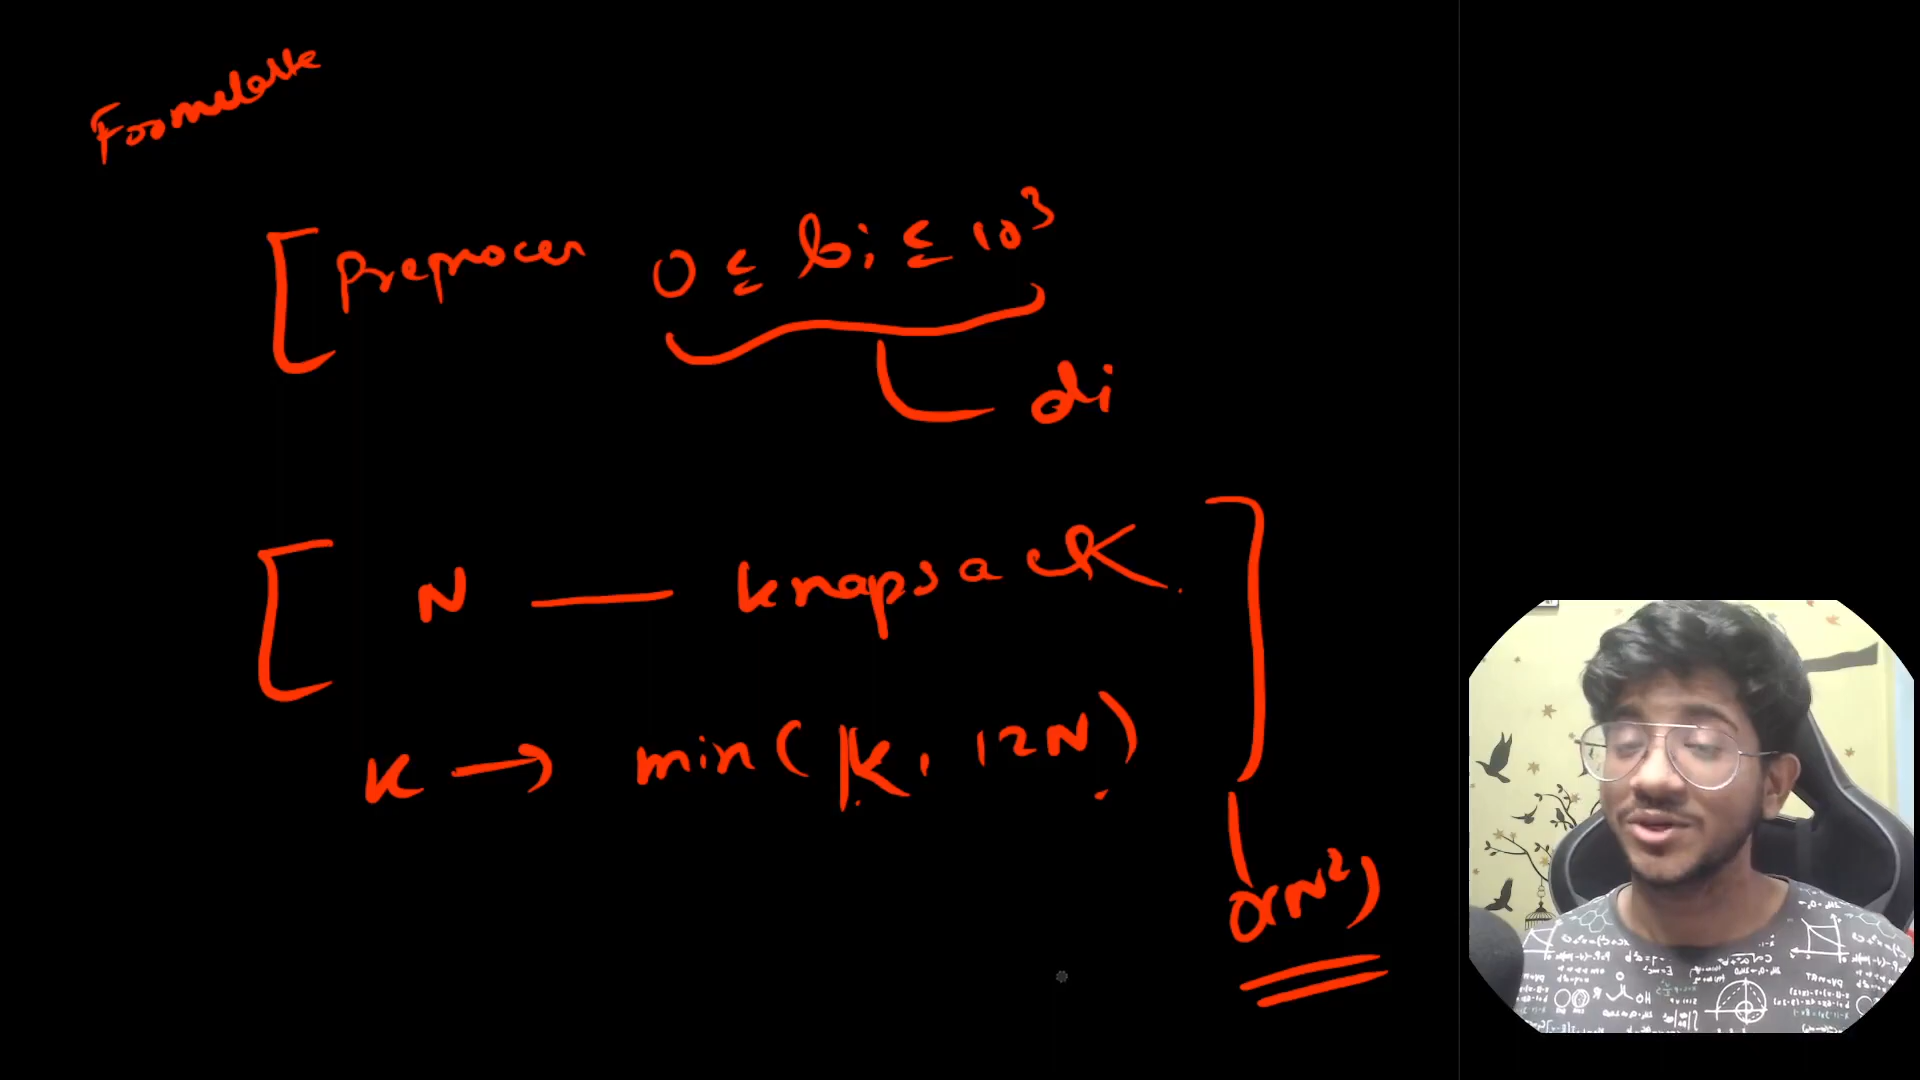 Formulate
Preprocess 0 ≤ bi ≤ 10³
di
N — knapsack
K → min(K, 12N)
O(N²)